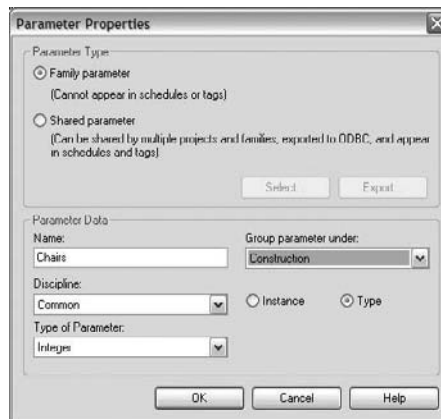 Parameter Properties
Parameter Type
Family parameter
(Cannot appear in schedules or tags)
Shared parameter
(Can be shared by multiple projects and families, exported to ODBC, and appear
in schedules and tags)
Select...
Export...
Parameter Data
Name:
Group parameter under:
Chairs
Construction
Discipline:
Common
Instance
Type
Type of Parameter:
Integer
OK
Cancel
Help